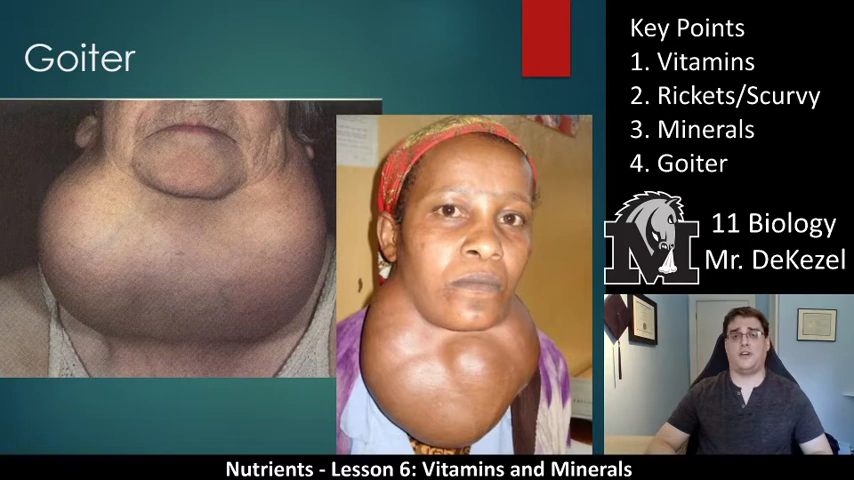 Goiter
Key Points
1. Vitamins
2. Rickets/Scurvy
3. Minerals
4. Goiter
M
11 Biology
Mr. DeKezel
Nutrients - Lesson 6: Vitamins and Minerals